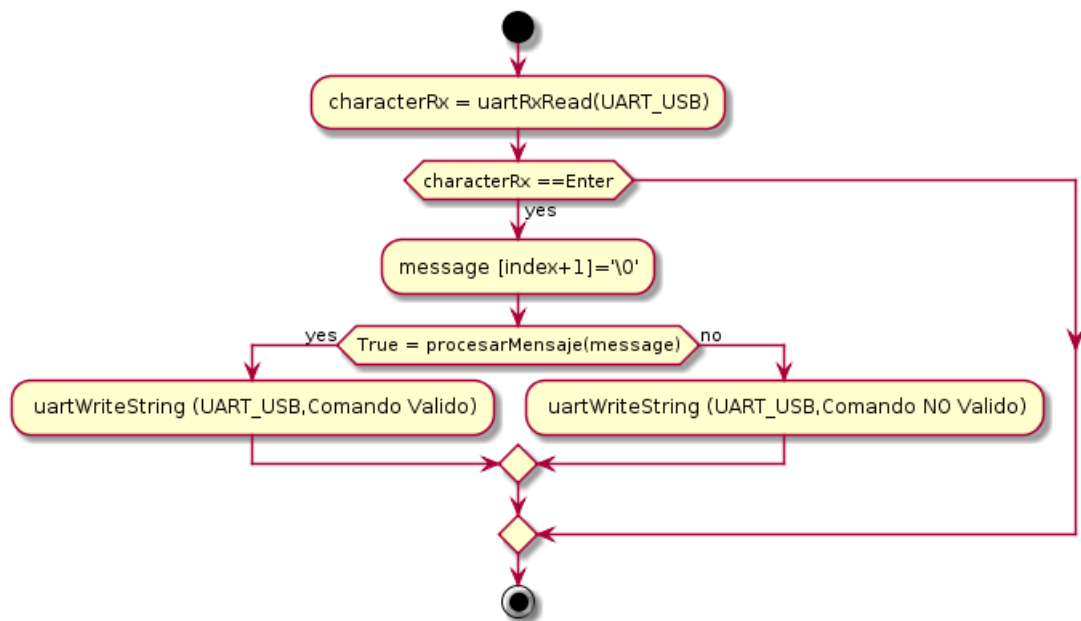 characterRx = uartRxRead(UART_USB)
characterRx ==Enter
yes
message [index+1]='\0'
yes
True = procesarMensaje(message)
no
uartWriteString (UART_USB,Comando Valido)
uartWriteString (UART_USB,Comando NO Valido)